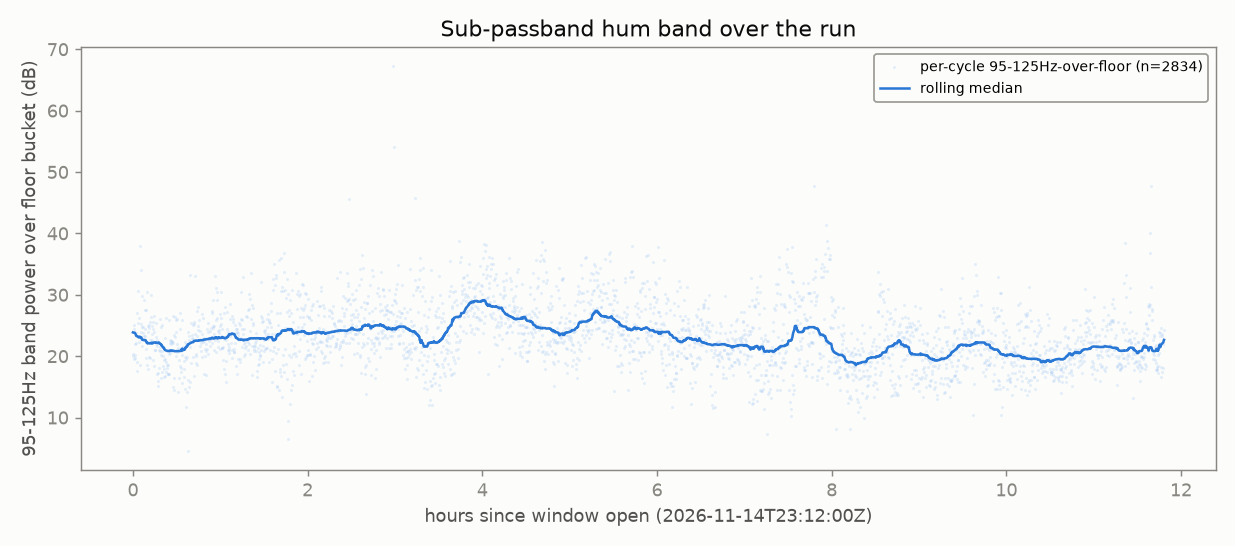 Sub-passband hum band over the run
95-125Hz band power over floor bucket (dB)
70
60
50
40
30
20
10
per-cycle 95-125Hz-over-floor (n=2834)
rolling median
0 2 4 6 8 10 12
hours since window open (2026-11-14T23:12:00Z)